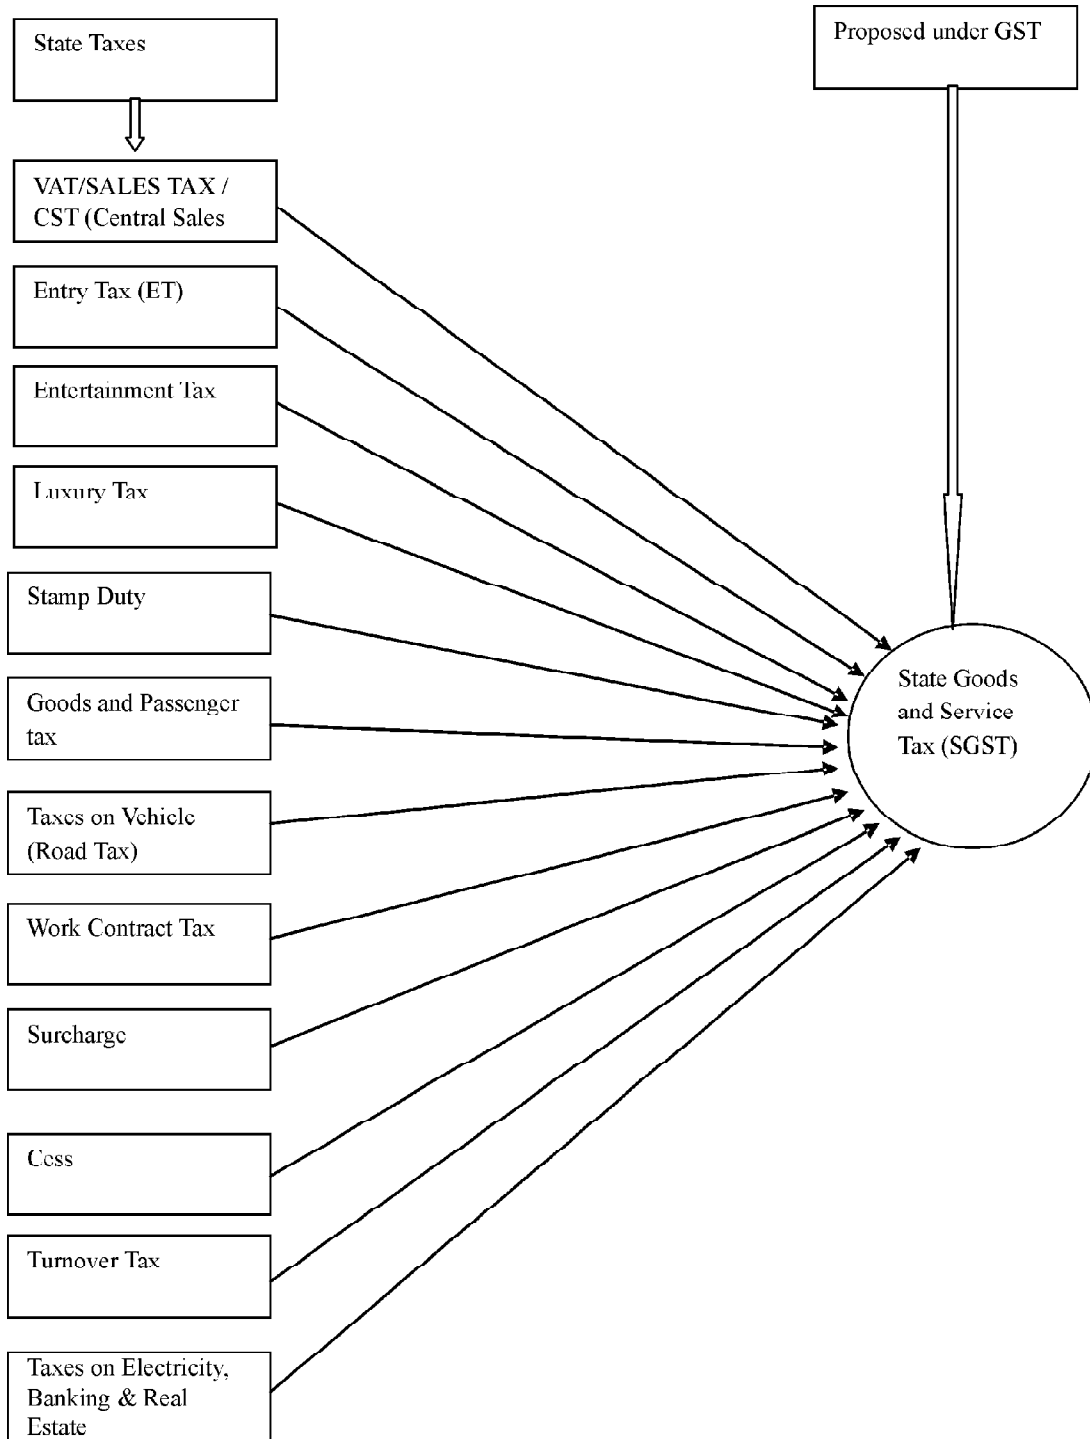 State Taxes
Proposed under GST
VAT/SALES TAX /
CST (Central Sales
Entry Tax (ET)
Entertainment Tax
Luxury Tax
Stamp Duty
Goods and Passenger
tax
Taxes on Vehicle
(Road Tax)
Work Contract Tax
Surcharge
Cess
Turnover Tax
Taxes on Electricity,
Banking & Real
Estate
State Goods
and Service
Tax (SGST)